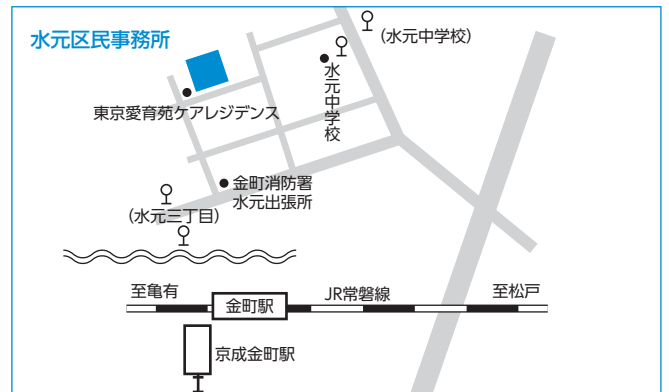 水元区民事務所
(水元中学校)
水元中学校
東京愛育苑ケアレジデンス
金町消防署
水元出張所
(水元三丁目)
至亀有
金町駅
JR常磐線
至松戸
京成金町駅